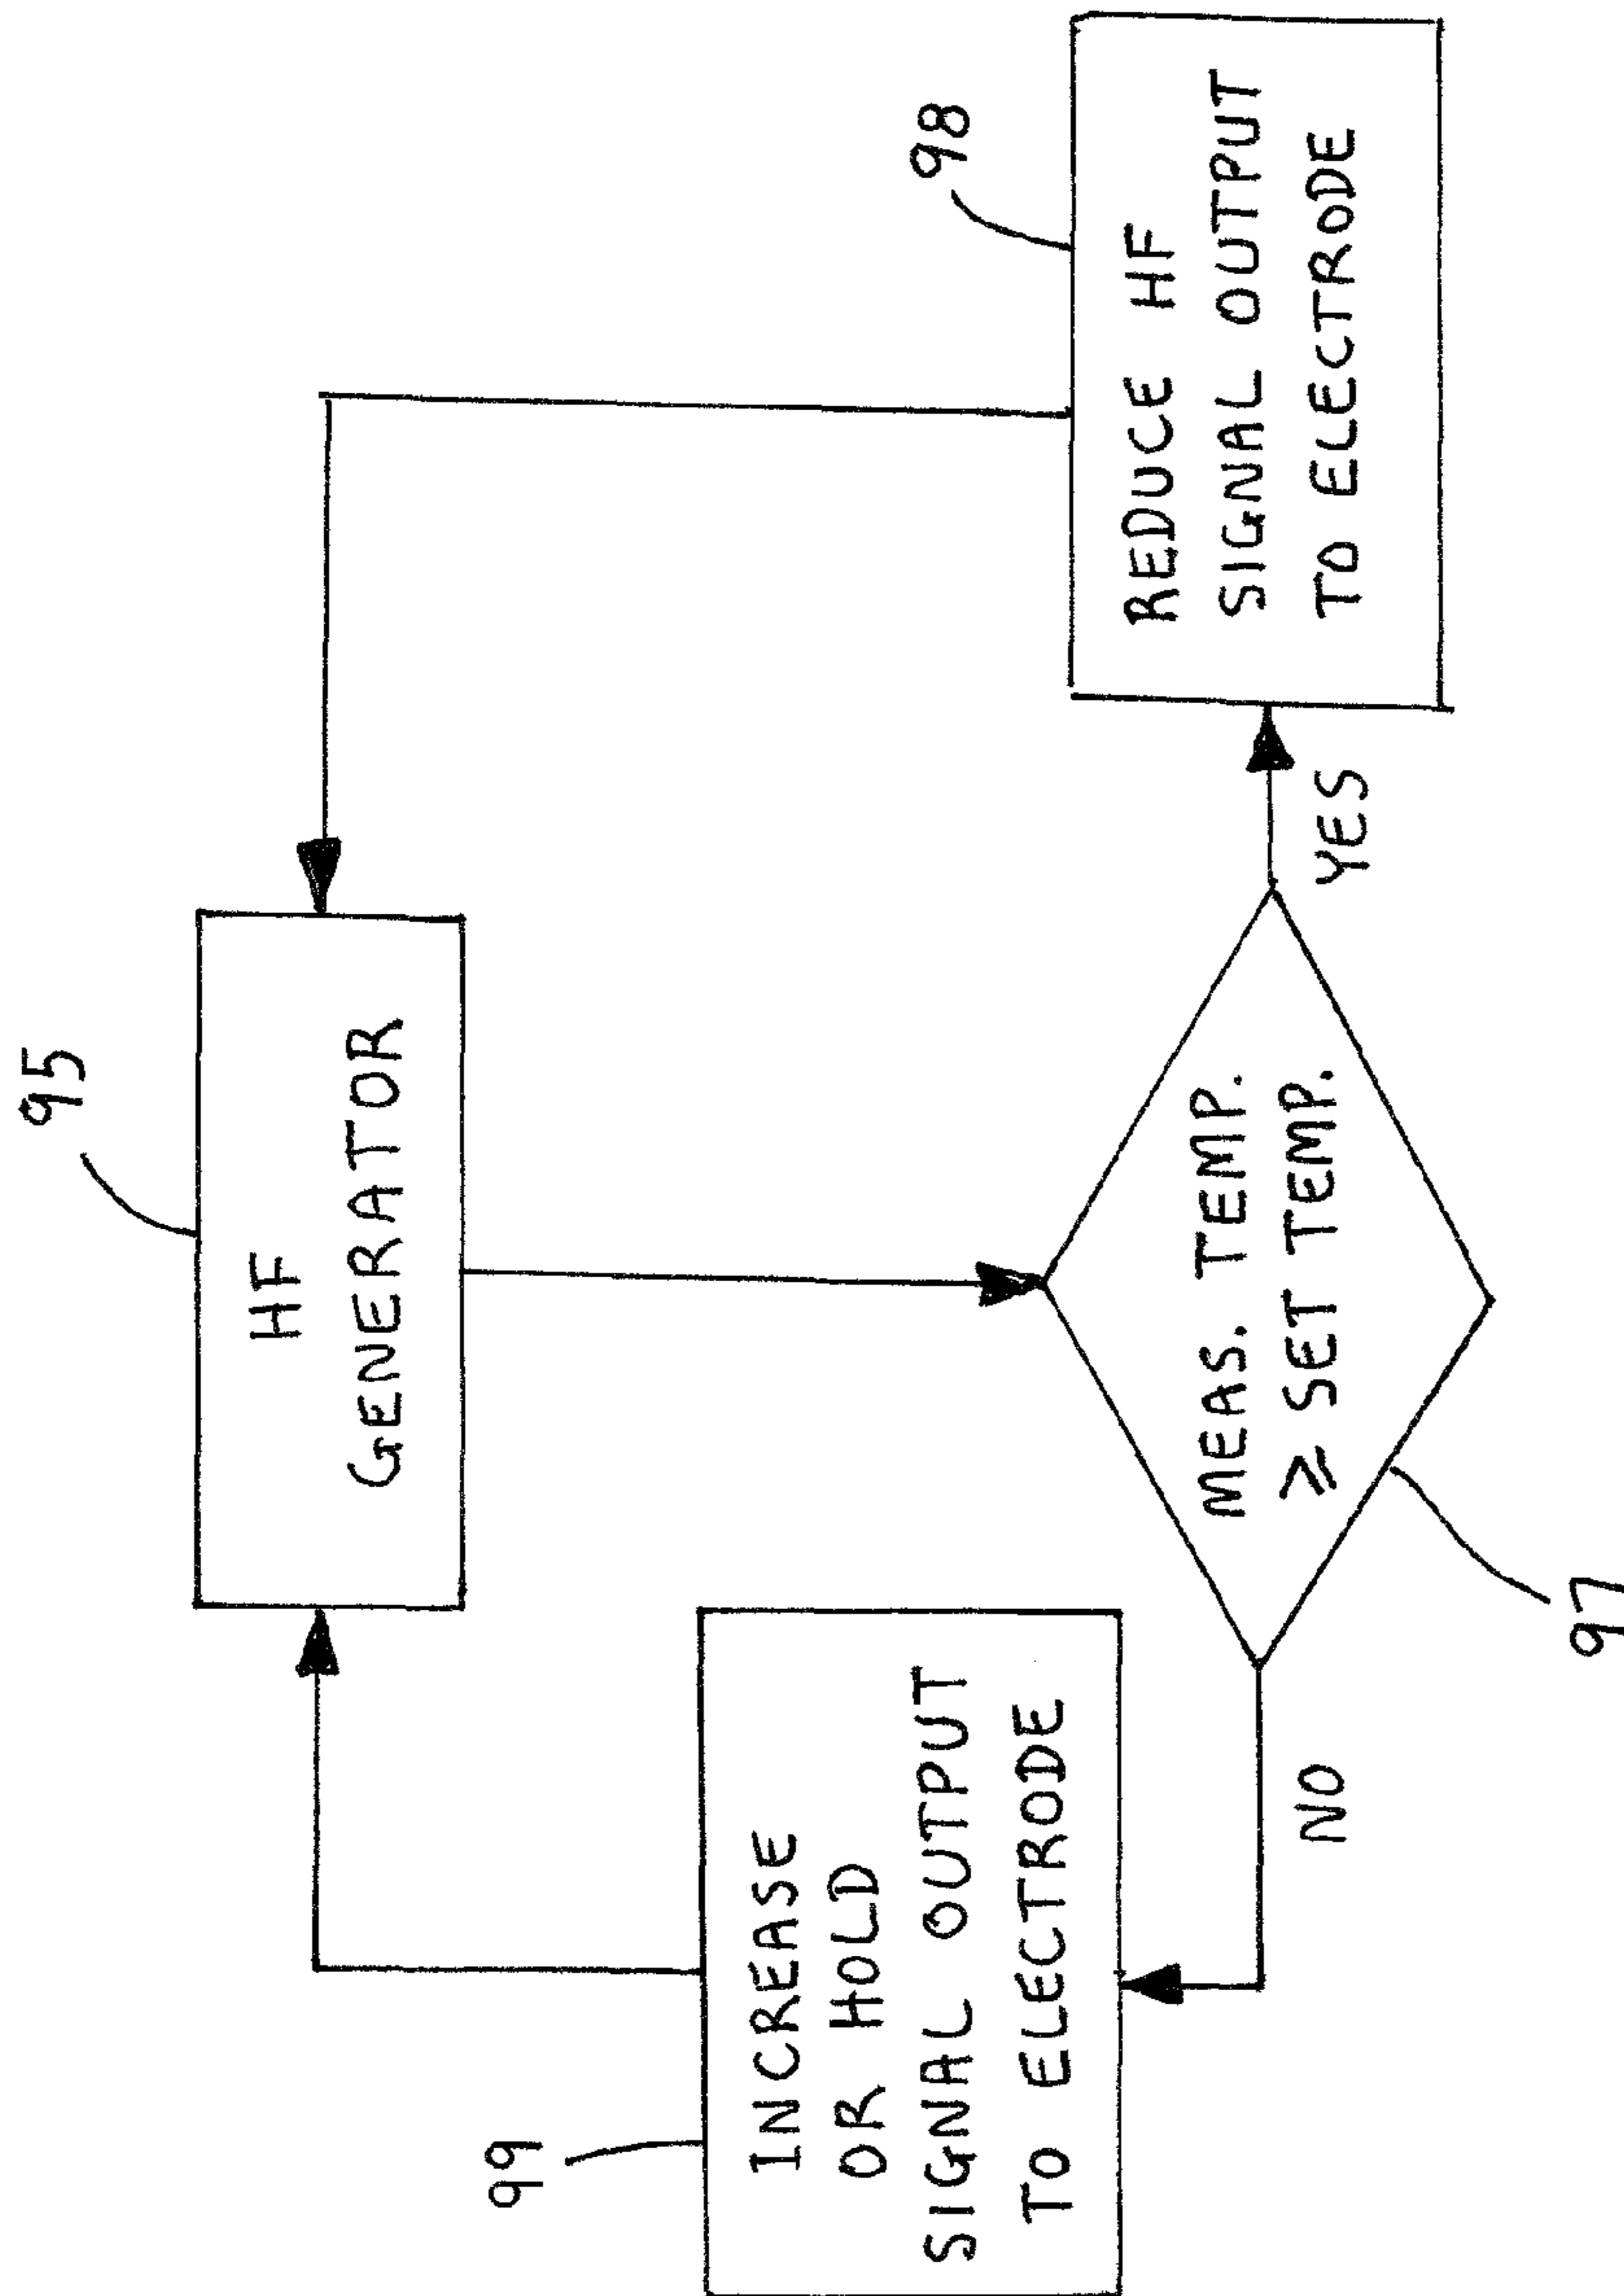 95
HF
GENERATOR
99
INCREASE
OR HOLD
SIGNAL OUTPUT
TO ELECTRODE
MEAS. TEMP.
≥ SET TEMP.
97
NO
YES
98
REDUCE HF
SIGNAL OUTPUT
TO ELECTRODE